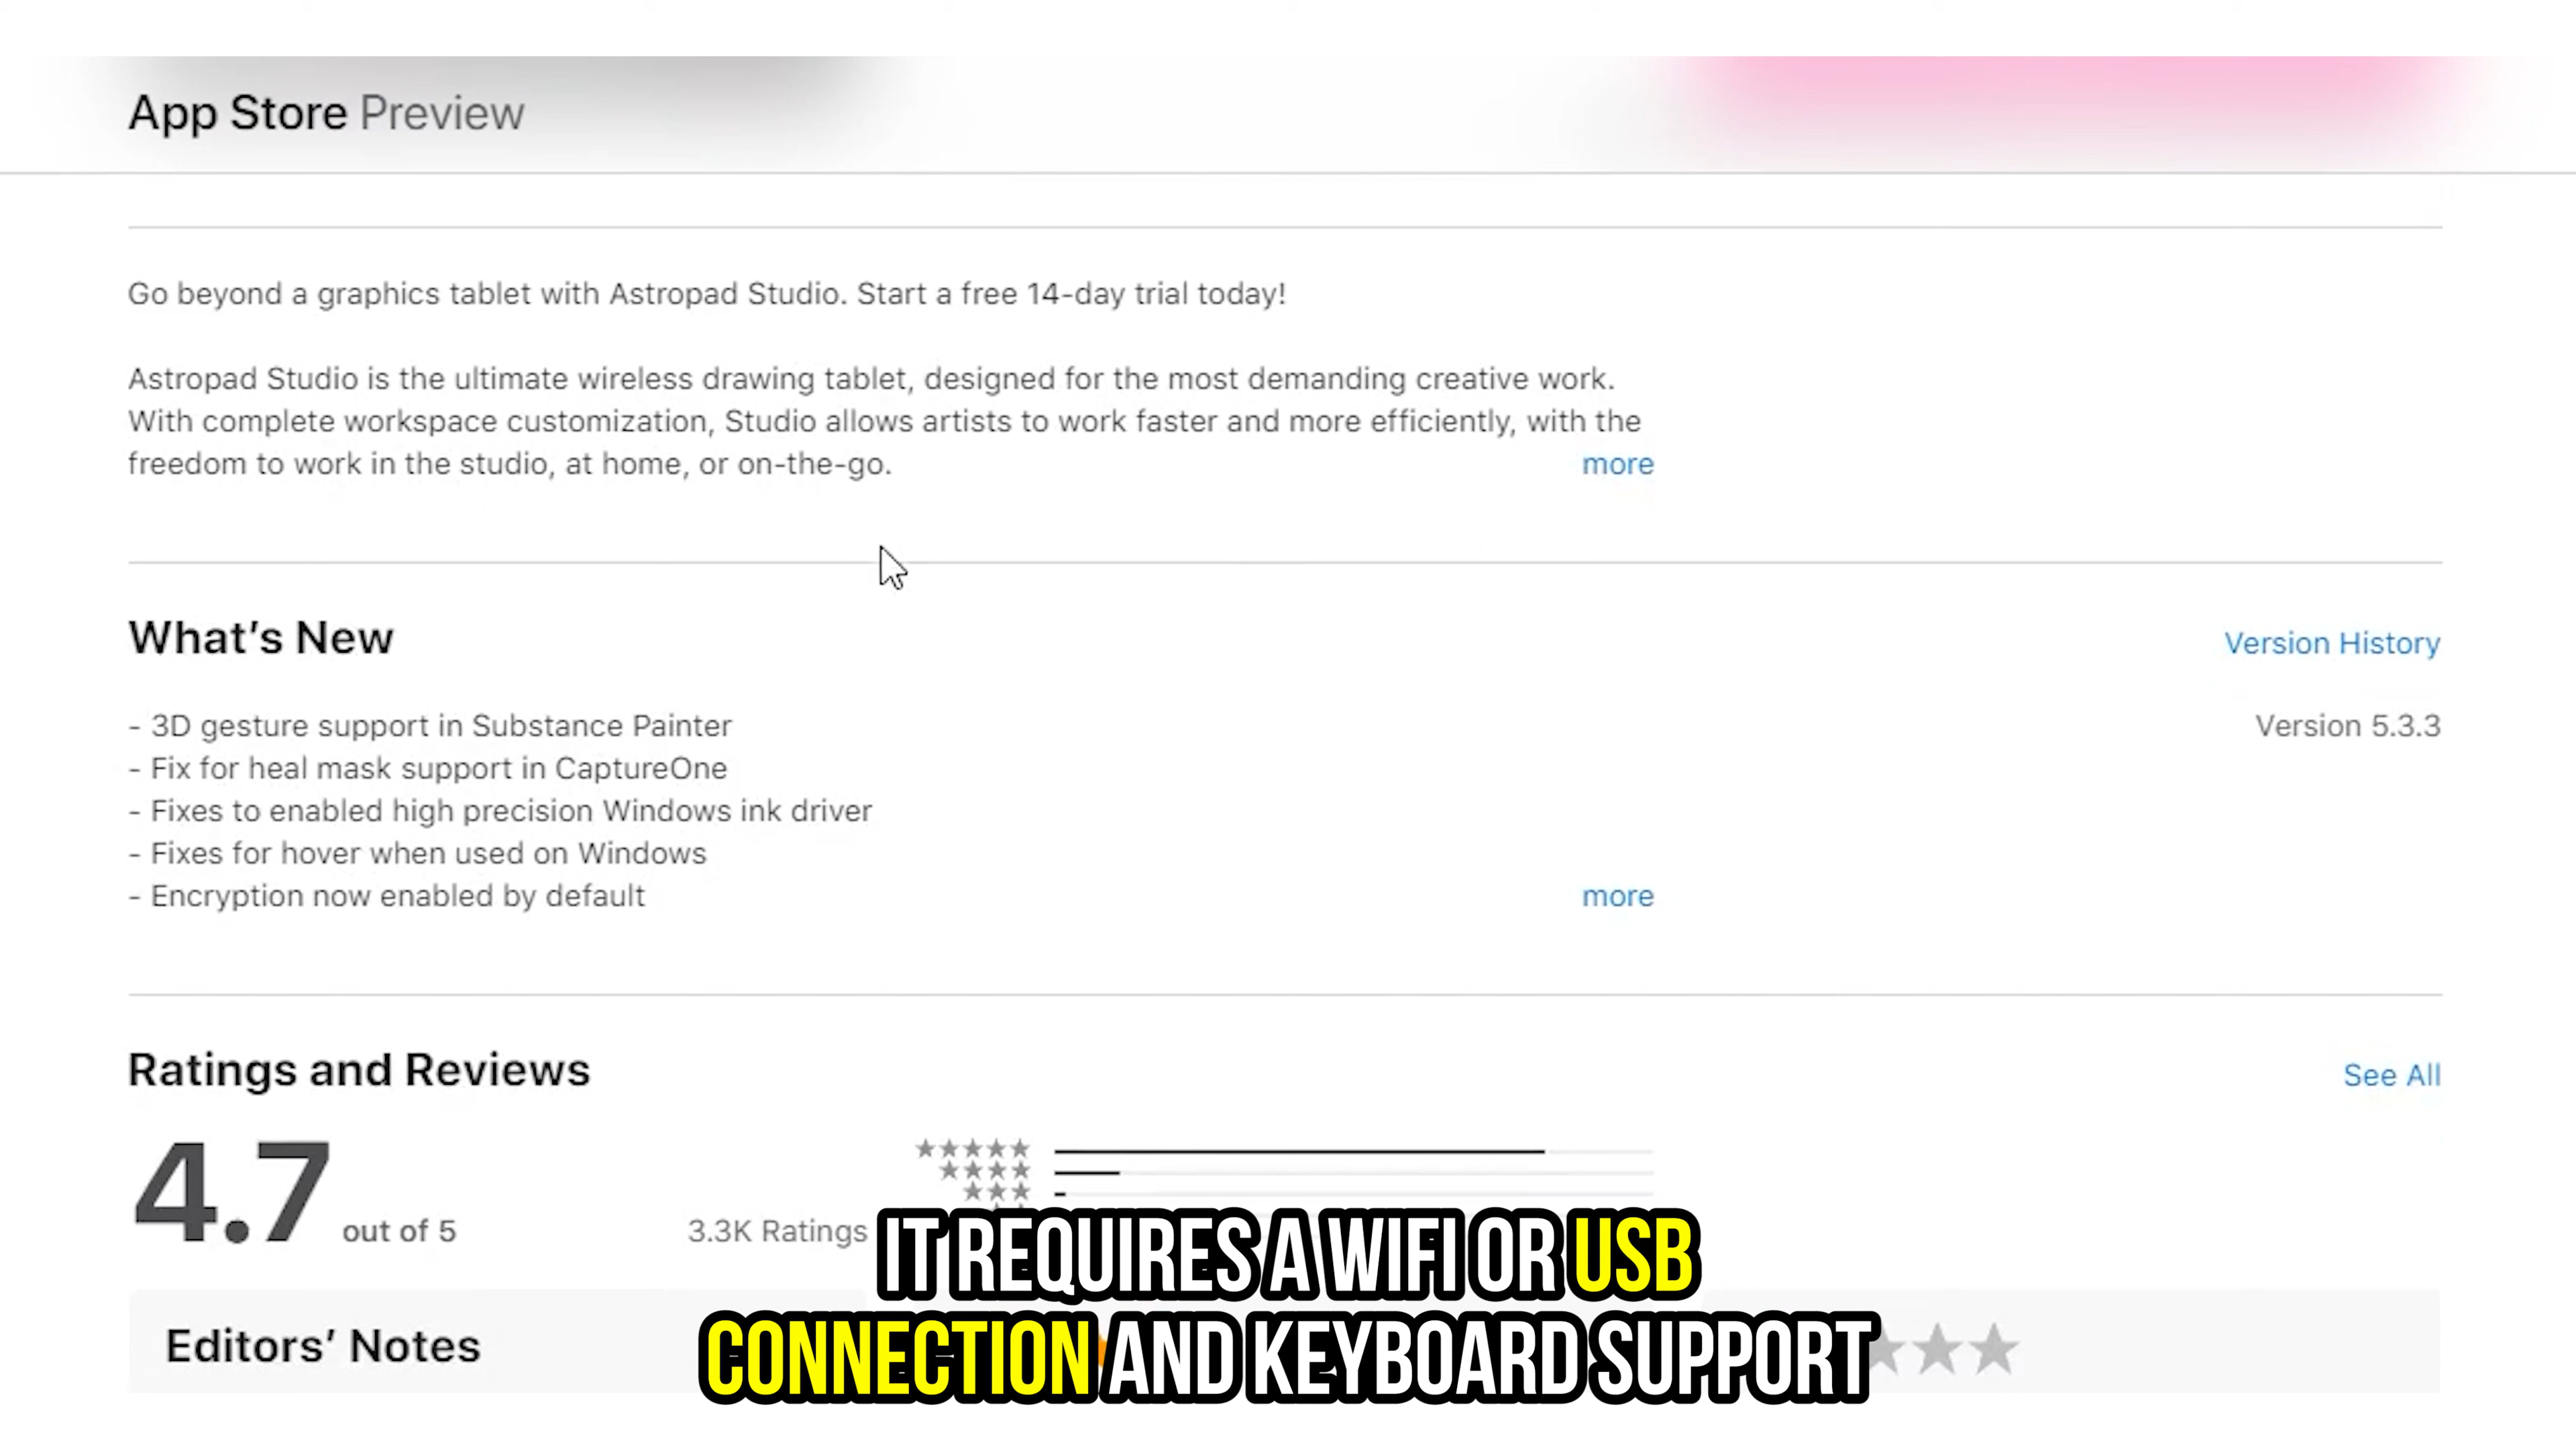 App Store Preview
Go beyond a graphics tablet with Astropad Studio. Start a free 14-day trial today!
Astropad Studio is the ultimate wireless drawing tablet, designed for the most demanding creative work.
With complete workspace customization, Studio allows artists to work faster and more efficiently, with the
freedom to work in the studio, at home, or on-the-go. more
What's New Version History
- 3D gesture support in Substance Painter Version 5.3.3
- Fix for heal mask support in CaptureOne
- Fixes to enabled high precision Windows ink driver
- Fixes for hover when used on Windows
- Encryption now enabled by default more
Ratings and Reviews See All
4.7 out of 5 3.3K Ratings
IT REQUIRES A WIFI OR USB
CONNECTION AND KEYBOARD SUPPORT
Editors' Notes